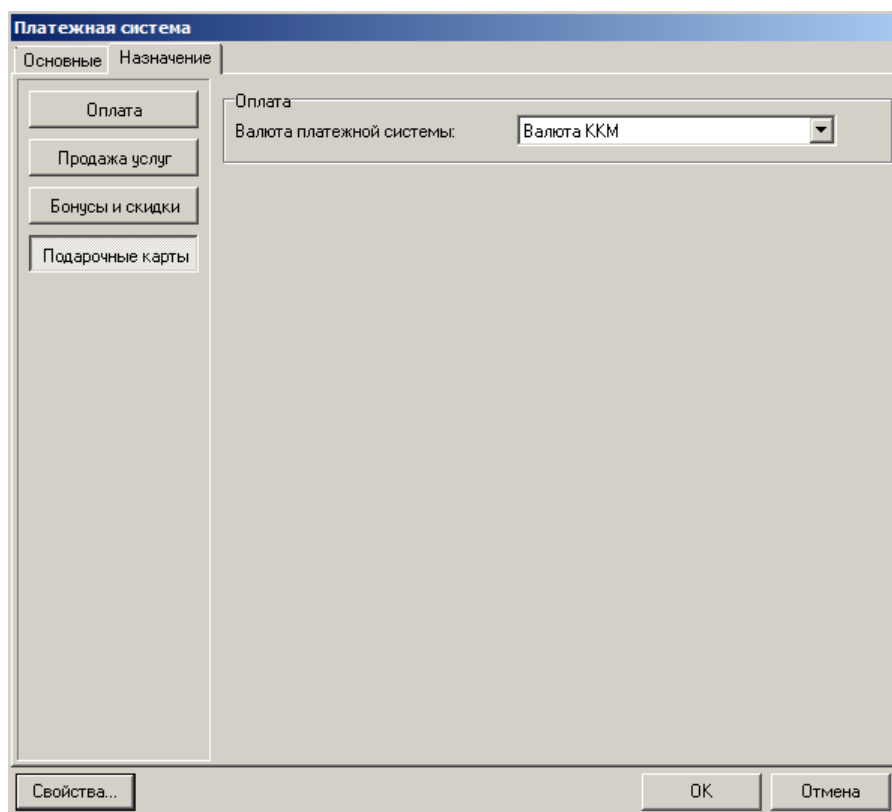 Платежная система
Основные Назначение
Оплата
Продажа услуг
Бонусы и скидки
Подарочные карты
Оплата
Валюта платежной системы: Валюта ККМ
Свойства... OK Отмена